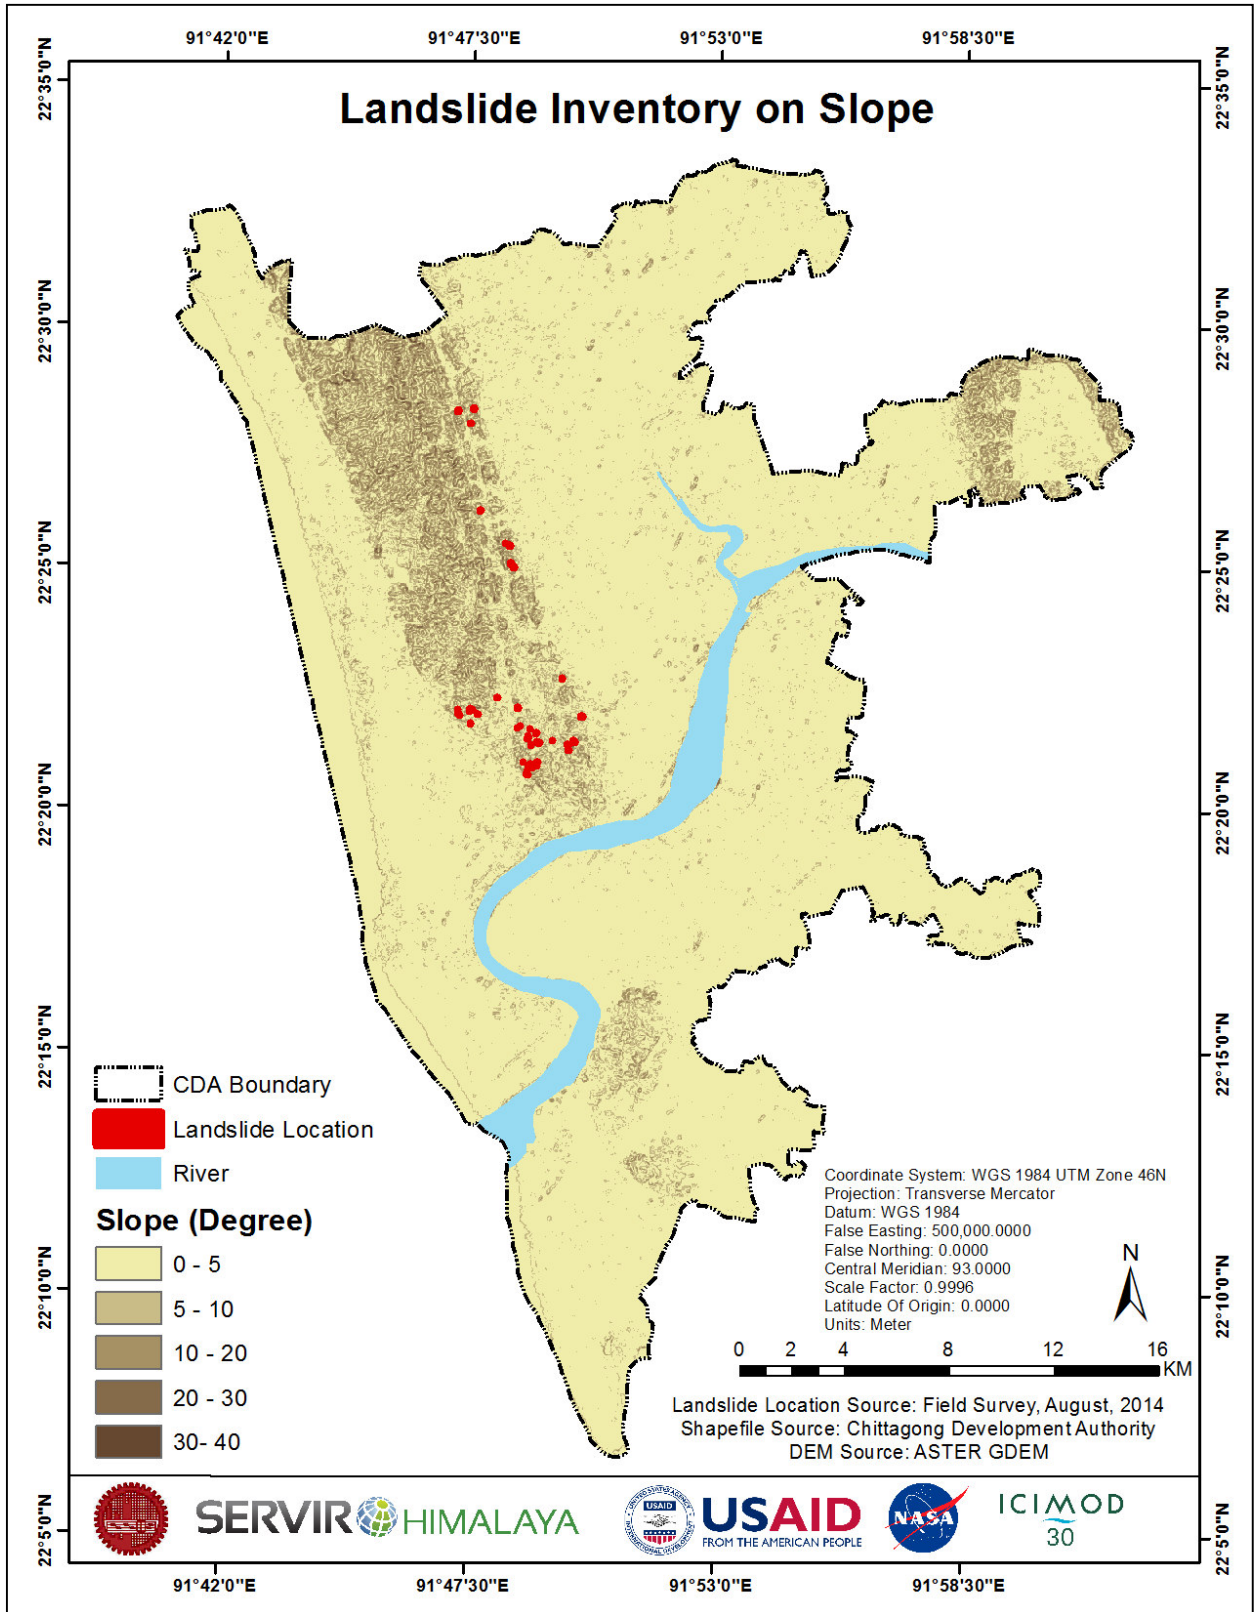 91°42'0"E 91°47'30"E 91°53'0"E 91°58'30"E
Landslide Inventory on Slope
22°35'0"N 22°35'0"N
22°30'0"N 22°30'0"N
22°25'0"N 22°25'0"N
22°20'0"N 22°20'0"N
22°15'0"N 22°15'0"N
22°10'0"N 22°10'0"N
22°5'0"N 22°5'0"N
CDA Boundary
Landslide Location
River
Slope (Degree)
0 - 5
5 - 10
10 - 20
20 - 30
30- 40
Coordinate System: WGS 1984 UTM Zone 46N
Projection: Transverse Mercator
Datum: WGS 1984
False Easting: 500,000.0000
False Northing: 0.0000
Central Meridian: 93.0000
Scale Factor: 0.9996
Latitude Of Origin: 0.0000
Units: Meter
N
0 2 4 8 12 16
KM
Landslide Location Source: Field Survey, August, 2014
Shapefile Source: Chittagong Development Authority
DEM Source: ASTER GDEM
SERVIR HIMALAYA
UNITED STATES AGENCY
USAID
INTERNATIONAL DEVELOPMENT
USAID
FROM THE AMERICAN PEOPLE
NASA
ICIMOD
30
91°42'0"E 91°47'30"E 91°53'0"E 91°58'30"E